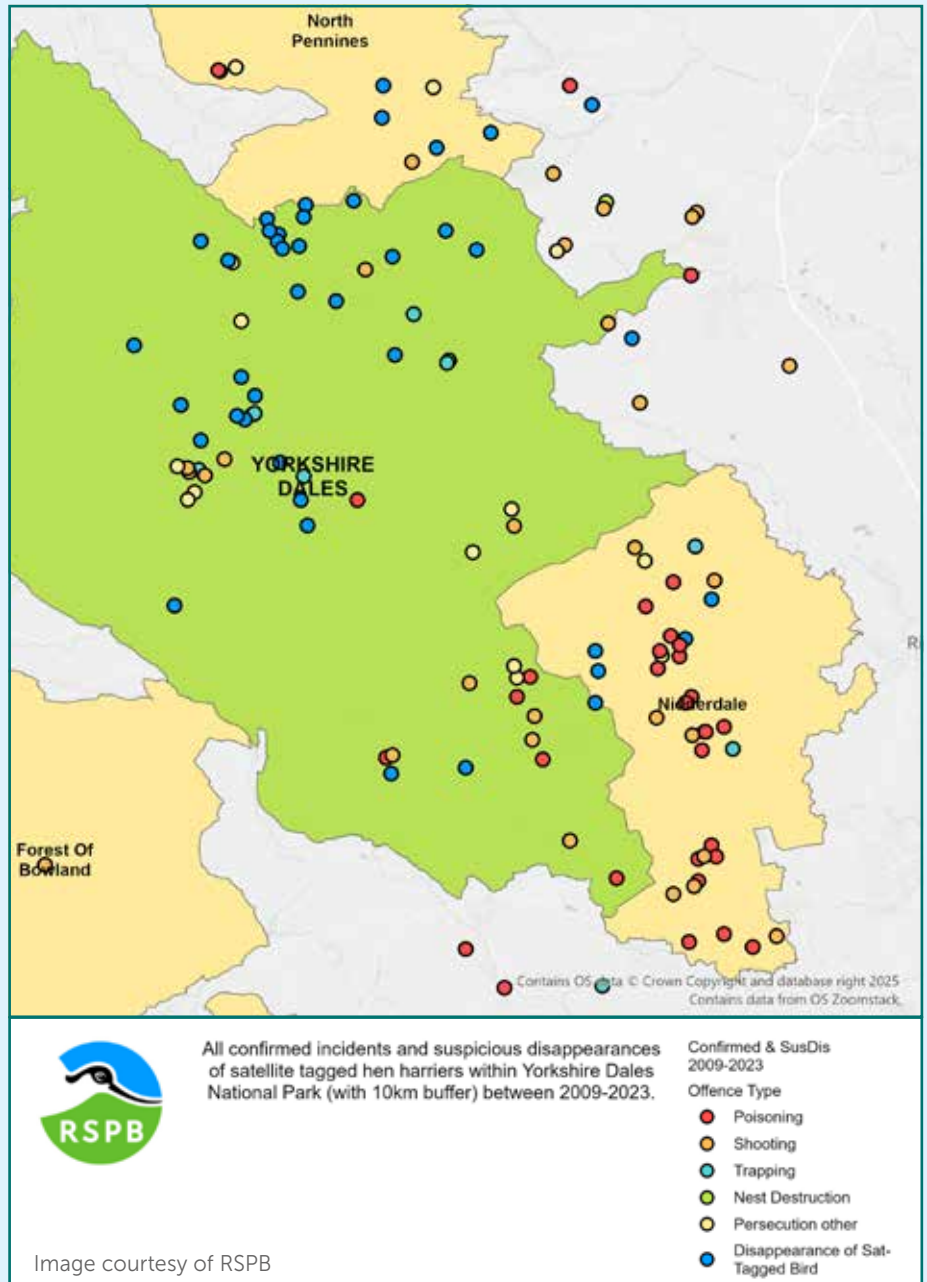 North
Pennines
YORKSHIRE
DALES
R
Nidderdale
Forest Of
Bowland
Contains OS data © Crown Copyright and database right 2025
Contains data from OS Zoomstack
RSPB
All confirmed incidents and suspicious disappearances
of satellite tagged hen harriers within Yorkshire Dales
National Park (with 10km buffer) between 2009-2023.
Confirmed & SusDis
2009-2023
Offence Type
Poisoning
Shooting
Trapping
Nest Destruction
Persecution other
Disappearance of Sat-
Tagged Bird
Image courtesy of RSPB